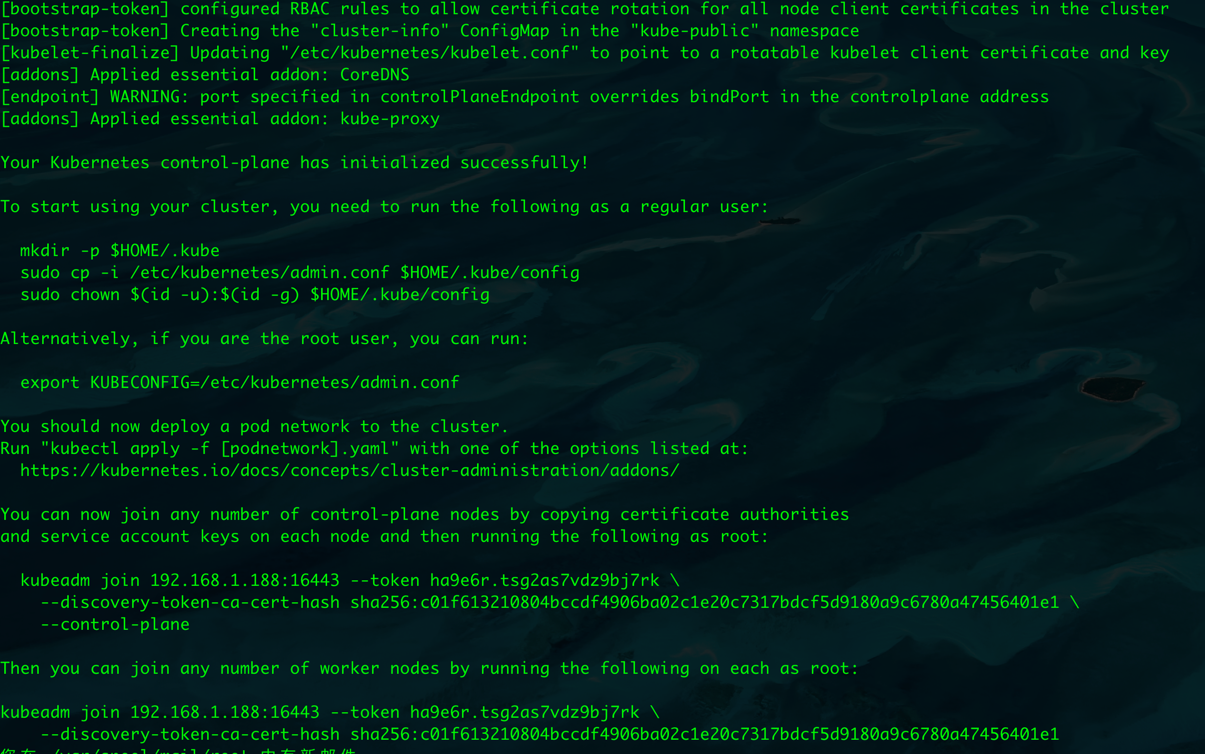 [bootstrap-token] configured RBAC rules to allow certificate rotation for all node client certificates in the cluster
[bootstrap-token] Creating the "cluster-info" ConfigMap in the "kube-public" namespace
[kubelet-finalize] Updating "/etc/kubernetes/kubelet.conf" to point to a rotatable kubelet client certificate and key
[addons] Applied essential addon: CoreDNS
[endpoint] WARNING: port specified in controlPlaneEndpoint overrides bindPort in the controlplane address
[addons] Applied essential addon: kube-proxy
Your Kubernetes control-plane has initialized successfully!
To start using your cluster, you need to run the following as a regular user:
mkdir -p $HOME/.kube
sudo cp -i /etc/kubernetes/admin.conf $HOME/.kube/config
sudo chown $(id -u):$(id -g) $HOME/.kube/config
Alternatively, if you are the root user, you can run:
export KUBECONFIG=/etc/kubernetes/admin.conf
You should now deploy a pod network to the cluster.
Run "kubectl apply -f [podnetwork].yaml" with one of the options listed at:
https://kubernetes.io/docs/concepts/cluster-administration/addons/
You can now join any number of control-plane nodes by copying certificate authorities
and service account keys on each node and then running the following as root:
kubeadm join 192.168.1.188:16443 --token ha9e6r.tsg2as7vdz9bj7rk \
--discovery-token-ca-cert-hash sha256:c01f613210804bccdf4906ba02c1e20c7317bdcf5d9180a9c6780a47456401e1 \
--control-plane
Then you can join any number of worker nodes by running the following on each as root:
kubeadm join 192.168.1.188:16443 --token ha9e6r.tsg2as7vdz9bj7rk \
--discovery-token-ca-cert-hash sha256:c01f613210804bccdf4906ba02c1e20c7317bdcf5d9180a9c6780a47456401e1